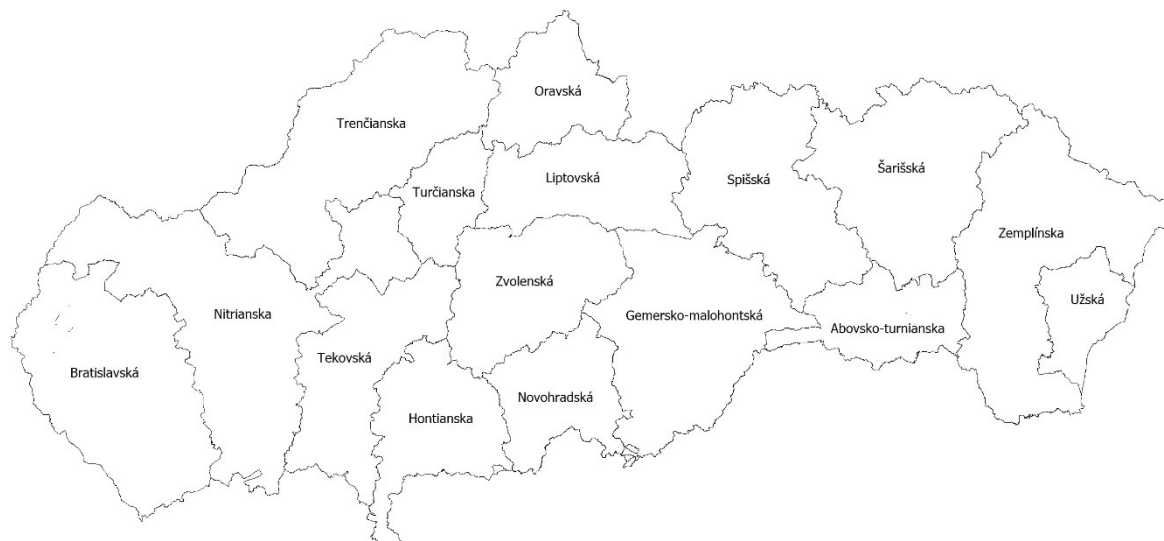 Oravská
Trenčianska
Šarišská
Liptovská
Spišská
Turčianska
Zemplínska
Zvolenská
Užská
Nitrianska
Gemersko-malohontská
Abovsko-turnianska
Tekovská
Bratislavská
Novohradská
Hontianska